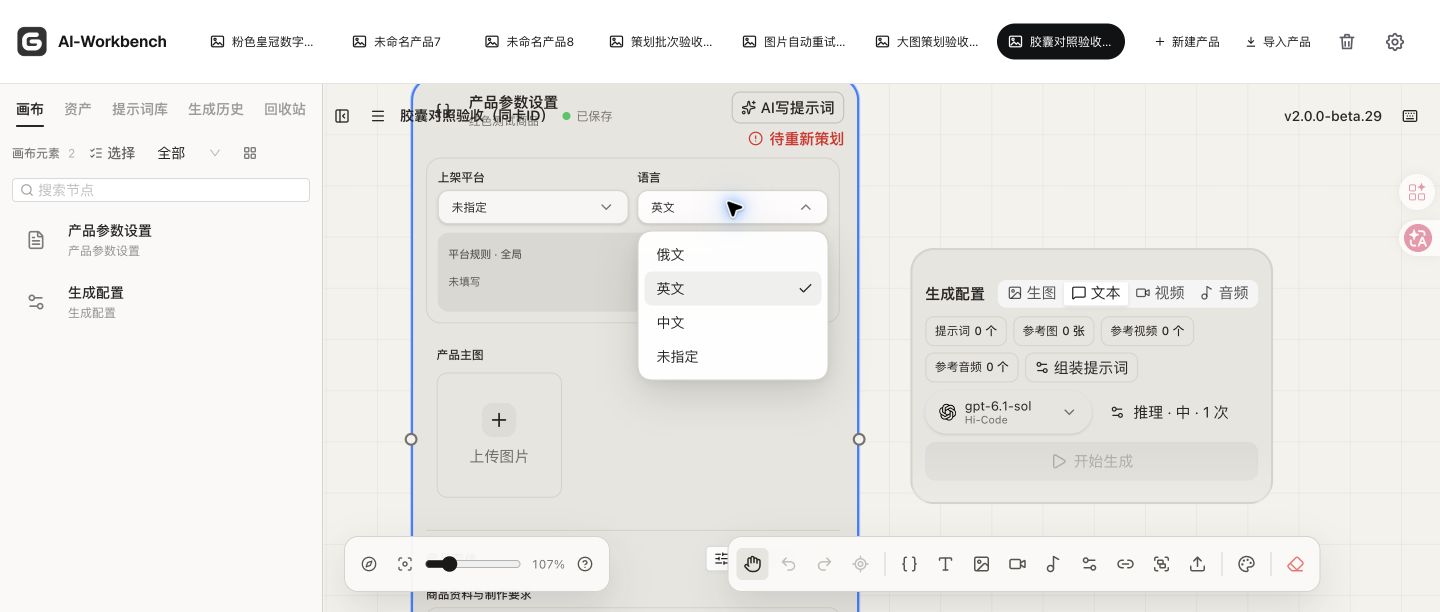 AI-Workbench
粉色皇冠数字...
未命名产品7
未命名产品8
策划批次验收...
图片自动重试...
大图策划验收...
胶囊对照验收...
新建产品
导入产品
画布
资产
提示词库
生成历史
回收站
画布元素 2
选择
全部
搜索节点
产品参数设置
产品参数设置
生成配置
生成配置
产品参数设置
胶囊对照验收（同卡ID）
已保存
AI写提示词
待重新策划
v2.0.0-beta.29
上架平台
语言
未指定
英文
平台规则 · 全局
未填写
俄文
英文
中文
未指定
产品主图
上传图片
生成配置
生图
文本
视频
音频
提示词 0 个
参考图 0 张
参考视频 0 个
参考音频 0 个
组装提示词
gpt-6.1-sol
Hi-Code
推理 · 中 · 1 次
开始生成
107%
商品资料与制作要求